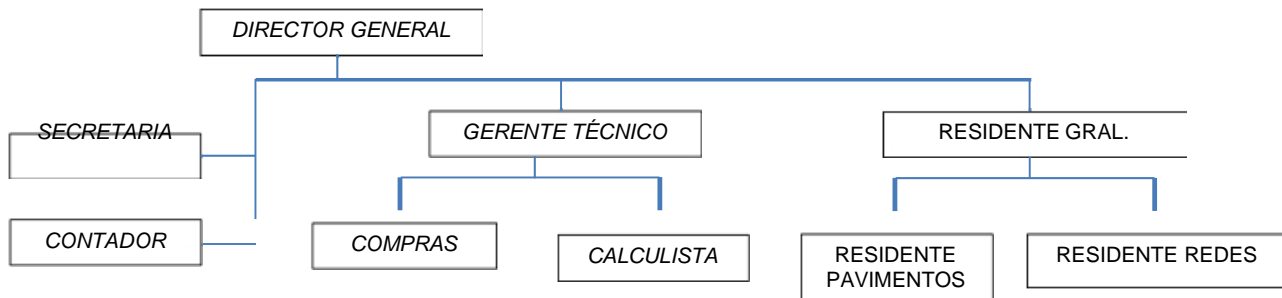 DIRECTOR GENERAL
SECRETARIA
GERENTE TÉCNICO
RESIDENTE GRAL.
CONTADOR
COMPRAS
CALCULISTA
RESIDENTE
PAVIMENTOS
RESIDENTE REDES